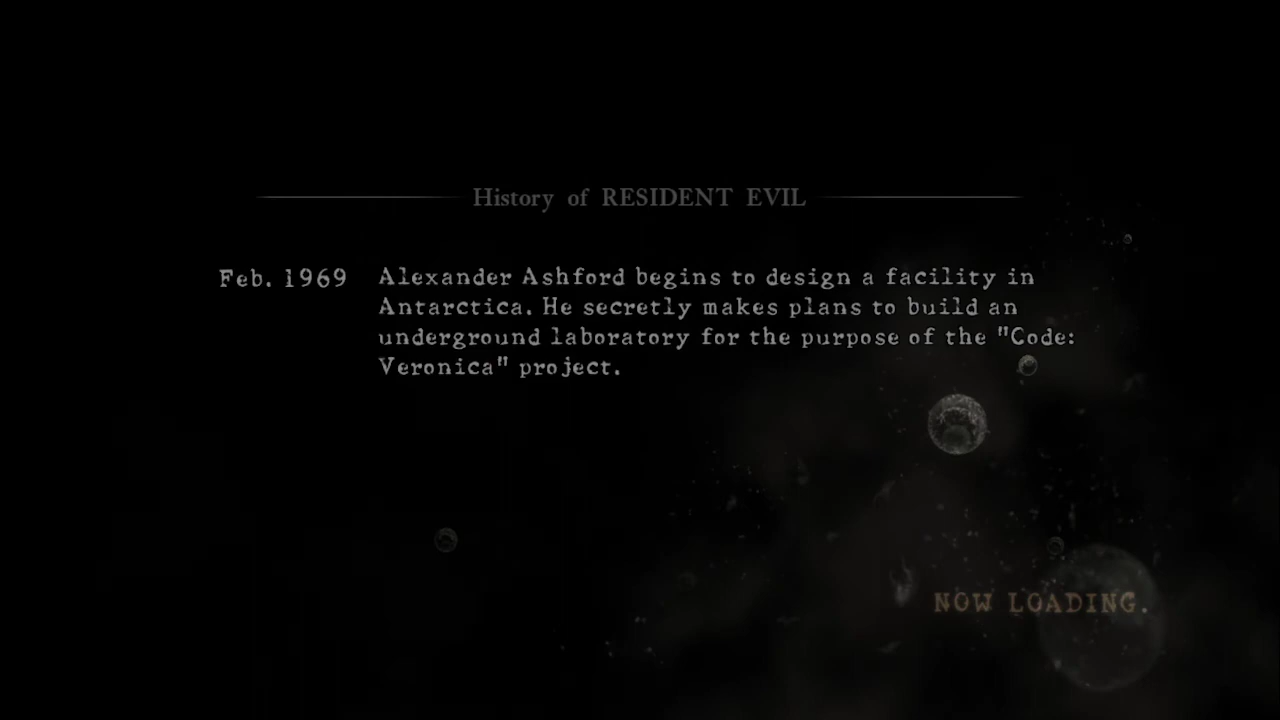 History of RESIDENT EVIL
Feb. 1969 Alexander Ashford begins to design a facility in
Antarctica. He secretly makes plans to build an
underground laboratory for the purpose of the "Code:
Veronica" project.
NOW LOADING.